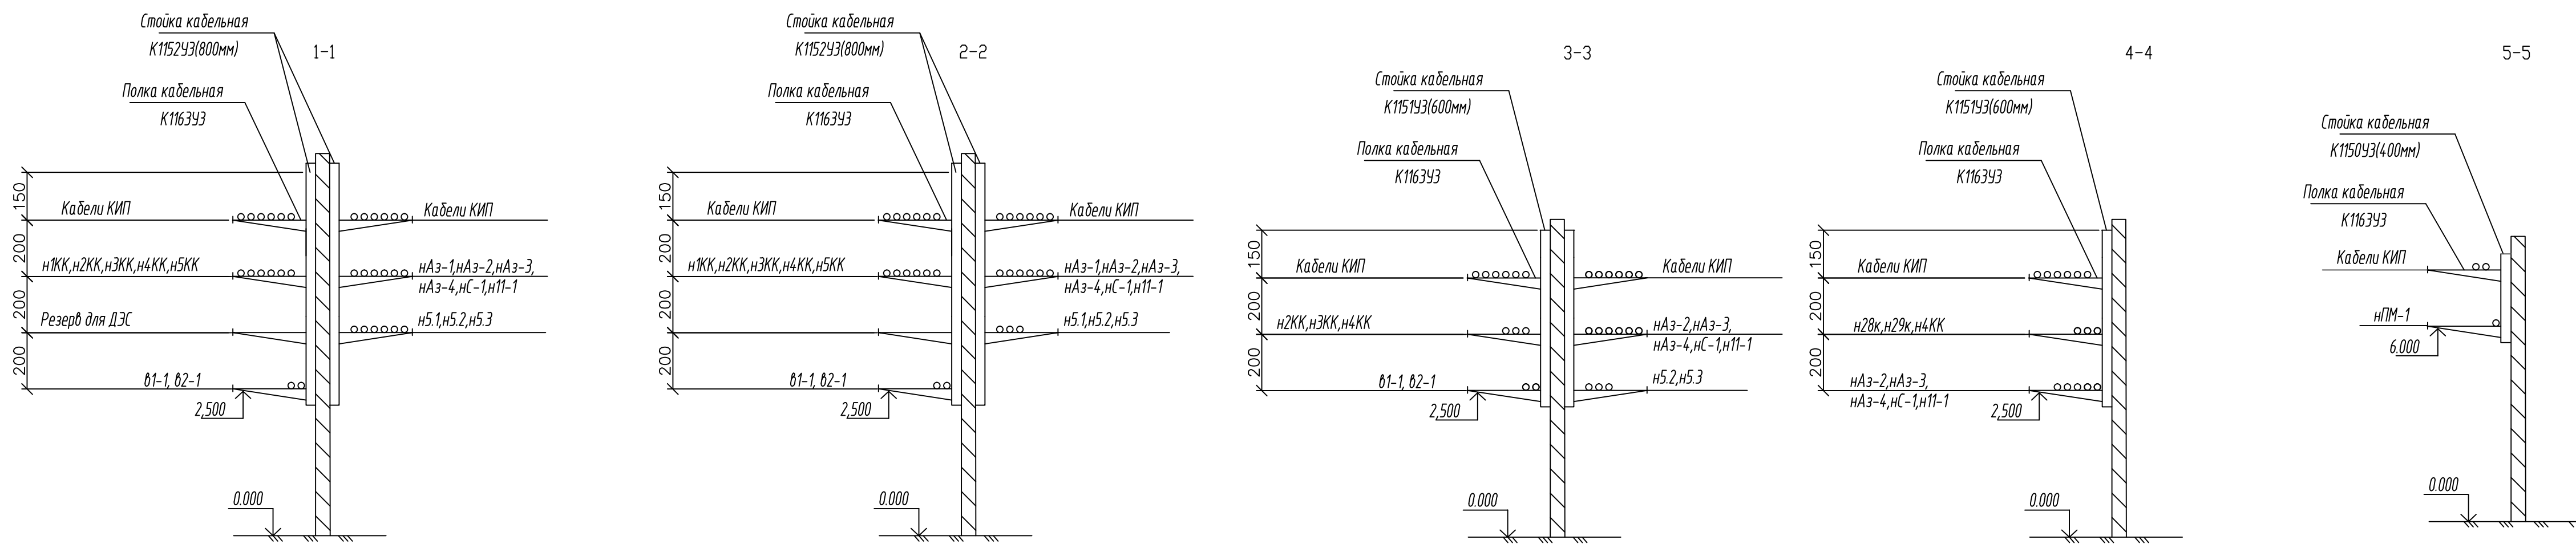 Стойка кабельная
К1152У3(800мм)
1-1
Полка кабельная
К1163У3
150
200
200
200
Кабели КИП
Кабели КИП
н1КК,н2КК,н3КК,н4КК,н5КК
нАз-1,нАз-2,нАз-3,
нАз-4,нС-1,н11-1
Резерв для ДЭС
н5.1,н5.2,н5.3
в1-1, в2-1
2,500
0.000
Стойка кабельная
К1152У3(800мм)
2-2
Полка кабельная
К1163У3
150
200
200
200
Кабели КИП
Кабели КИП
н1КК,н2КК,н3КК,н4КК,н5КК
нАз-1,нАз-2,нАз-3,
нАз-4,нС-1,н11-1
н5.1,н5.2,н5.3
в1-1, в2-1
2,500
0.000
3-3
Стойка кабельная
К1151У3(600мм)
Полка кабельная
К1163У3
150
200
200
Кабели КИП
Кабели КИП
н2КК,н3КК,н4КК
нАз-2,нАз-3,
нАз-4,нС-1,н11-1
в1-1, в2-1
н5.2,н5.3
2,500
0.000
4-4
Стойка кабельная
К1151У3(600мм)
Полка кабельная
К1163У3
150
200
200
Кабели КИП
н28к,н29к,н4КК
нАз-2,нАз-3,
нАз-4,нС-1,н11-1
2,500
0.000
5-5
Стойка кабельная
К1150У3(400мм)
Полка кабельная
К1163У3
Кабели КИП
нПМ-1
6.000
0.000